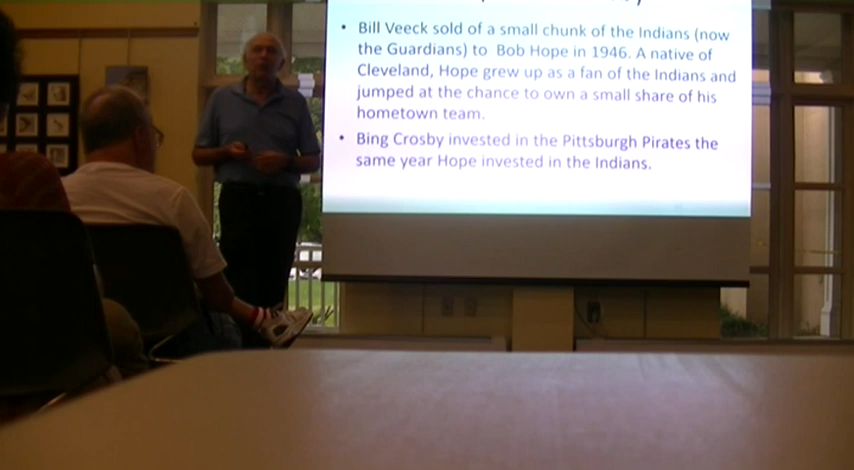 • Bill Veeck sold of a small chunk of the Indians (now
the Guardians) to Bob Hope in 1946. A native of
Cleveland, Hope grew up as a fan of the Indians and
jumped at the chance to own a small share of his
hometown team.
• Bing Crosby invested in the Pittsburgh Pirates the
same year Hope invested in the Indians.